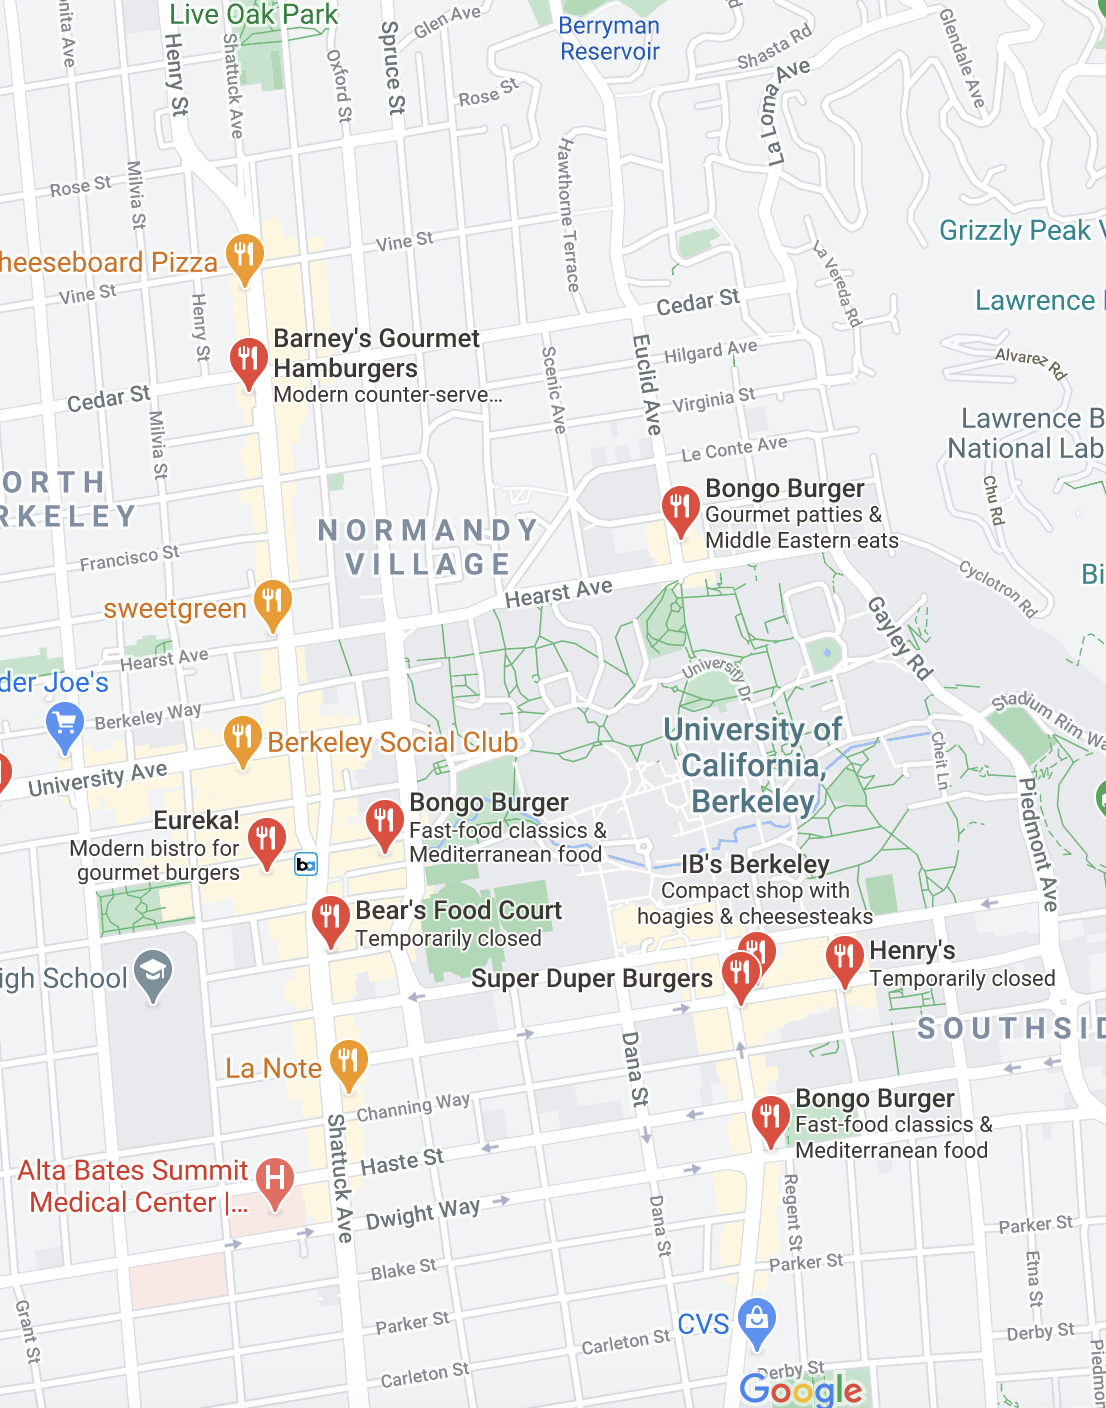 Live Oak Park
Berryman
Reservoir
Glen Ave
Spruce St
Henry St
Shattuck Ave
Oxford St
Rose St
Shasta Rd
La Loma Ave
Glendale Ave
Rose St
Milvia St
Hawthorne Terrace
Vine St
Grizzly Peak V
heeseboard Pizza
Vine St
La Vereda Rd
Henry St
Cedar St
Lawrence
Barney's Gourmet
Hamburgers
Modern counter-serve...
Euclid Ave
Hilgard Ave
Alvarez Rd
Scenic Ave
Cedar St
Virginia St
Milvia St
Lawrence B
National Lab
Le Conte Ave
ORTH
RKELEY
NORMANDY
VILLAGE
Bongo Burger
Gourmet patties &
Middle Eastern eats
Chu Rd
Francisco St
Cyclotron Rd
Bi
sweetgreen
Hearst Ave
Gayley Rd
Hearst Ave
der Joe's
University Dr
Stadium Rim Wa
Berkeley Way
Berkeley Social Club
University of
California,
Berkeley
Cheit Ln
University Ave
Piedmont Ave
Eureka!
Modern bistro for
gourmet burgers
ba
Bongo Burger
Fast-food classics &
Mediterranean food
IB's Berkeley
Compact shop with
hoagies & cheesesteaks
Bear's Food Court
Temporarily closed
Henry's
Temporarily closed
igh School
Super Duper Burgers
SOUTHSID
La Note
Dana St
Channing Way
Bongo Burger
Fast-food classics &
Mediterranean food
Shattuck Ave
Haste St
Alta Bates Summit
Medical Center |...
H
Dwight Way
Dana St
Regent St
Parker St
Blake St
Parker St
Etna St
Grant St
Parker St
CVS
Carleton St
Derby St
Carleton St
Derby St
Google